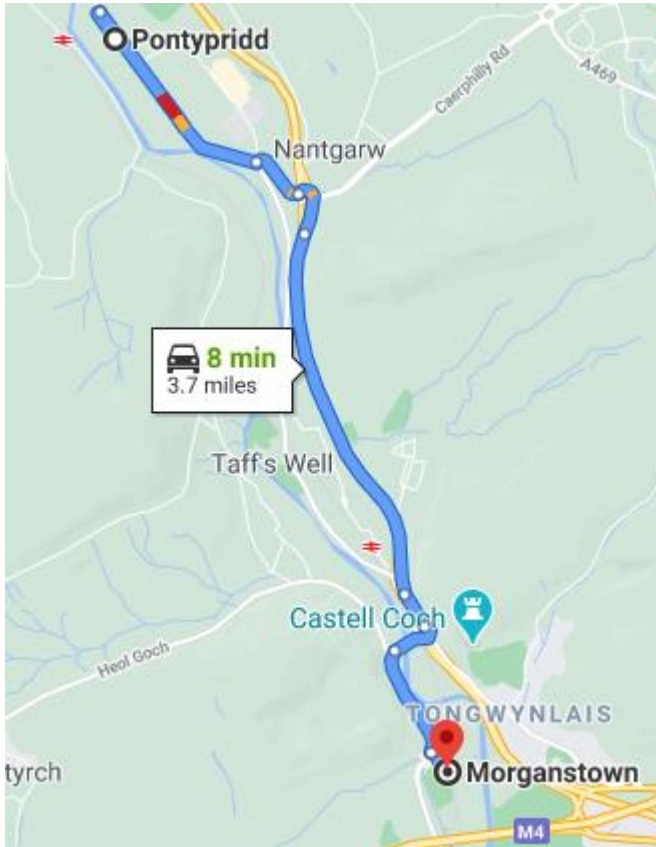 Pontypridd
A469
Caerphilly Rd
Nantgarw
8 min
3.7 miles
Taff's Well
Castell Coch
Heol Goch
TONGWYNLAIS
tyrch
Morganstown
M4